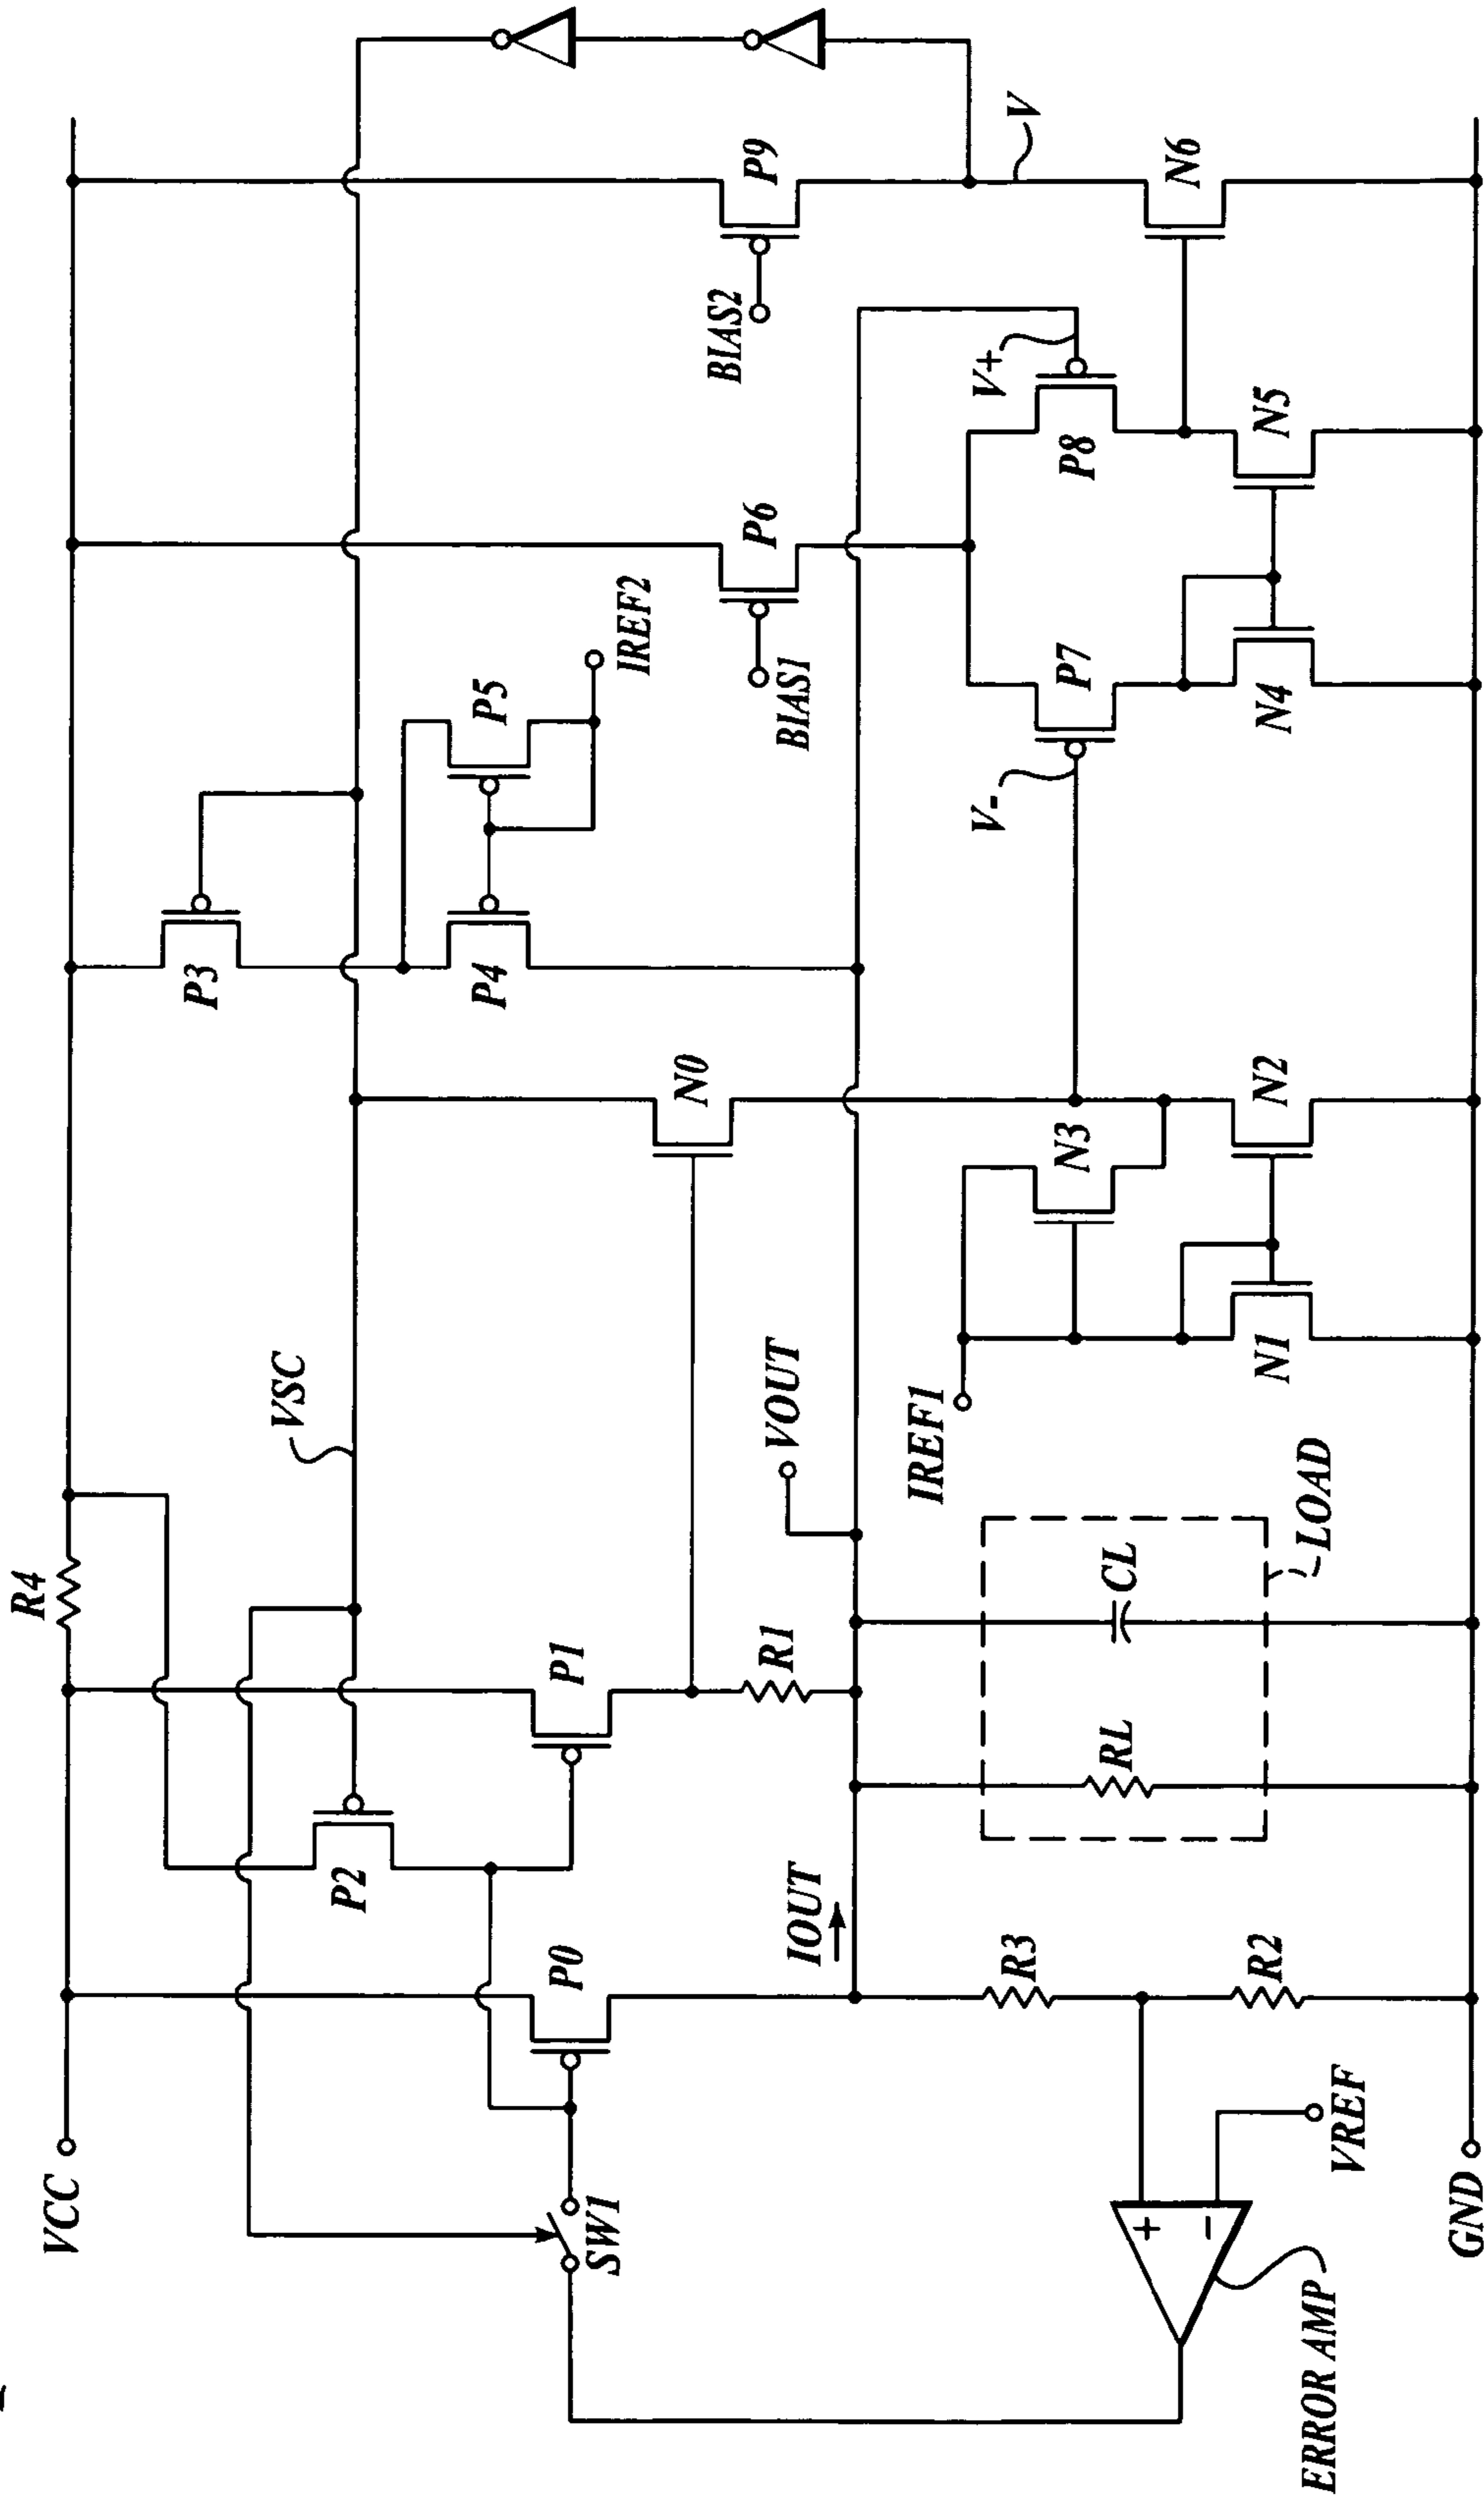 VCC
R4
VSC
P3
P2
P0
P1
P4
P5
IREF2
N0
P6
BIAS1
P9
BIAS2
SW1
IOUT
R1
VOUT
IREF1
V-
V+
V
N3
P7
P8
R3
RL
CL
LOAD
+
-
ERROR AMP
VREF
R2
N1
N2
N4
N5
N6
GND